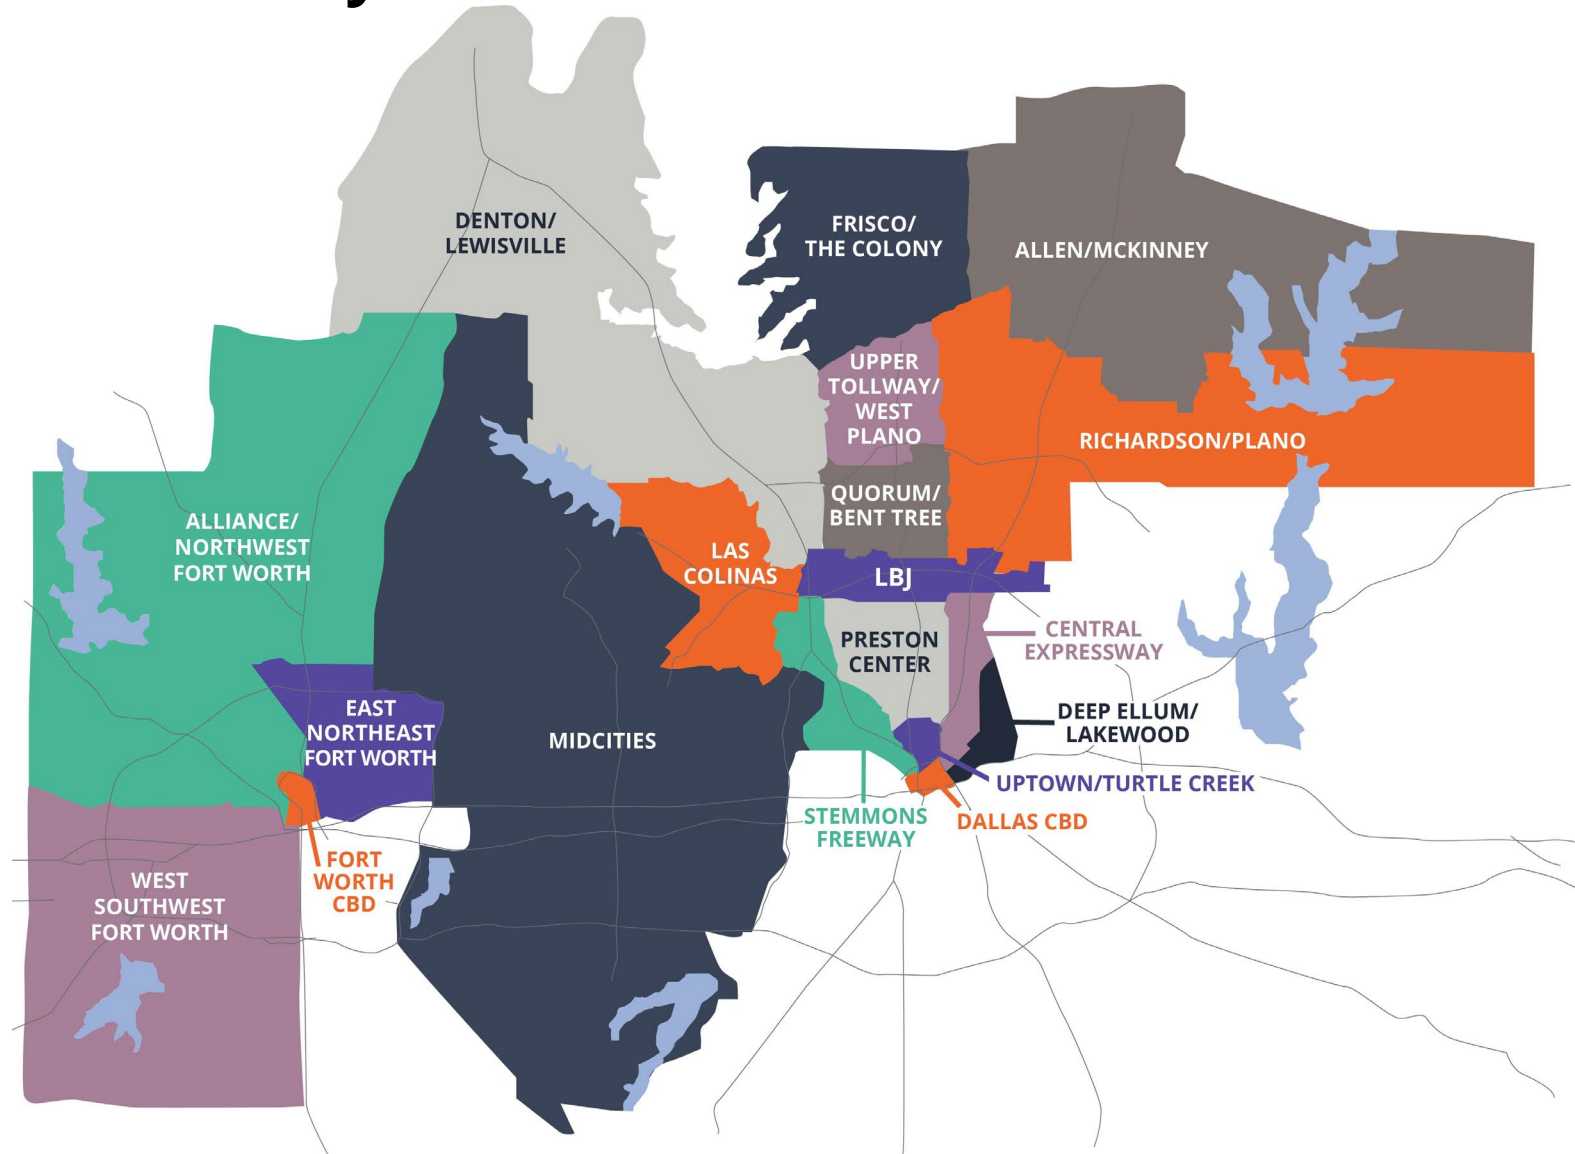 DENTON/
LEWISVILLE
FRISCO/
THE COLONY
ALLEN/MCKINNEY
UPPER
TOLLWAY/
WEST
PLANO
RICHARDSON/PLANO
QUORUM/
BENT TREE
ALLIANCE/
NORTHWEST
FORT WORTH
LAS
COLINAS
LBJ
PRESTON
CENTER
CENTRAL
EXPRESSWAY
EAST
NORTHEAST
FORT WORTH
MIDCITIES
DEEP ELLUM/
LAKEWOOD
UPTOWN/TURTLE CREEK
STEMMONS
FREEWAY
DALLAS CBD
FORT
WORTH
CBD
WEST
SOUTHWEST
FORT WORTH